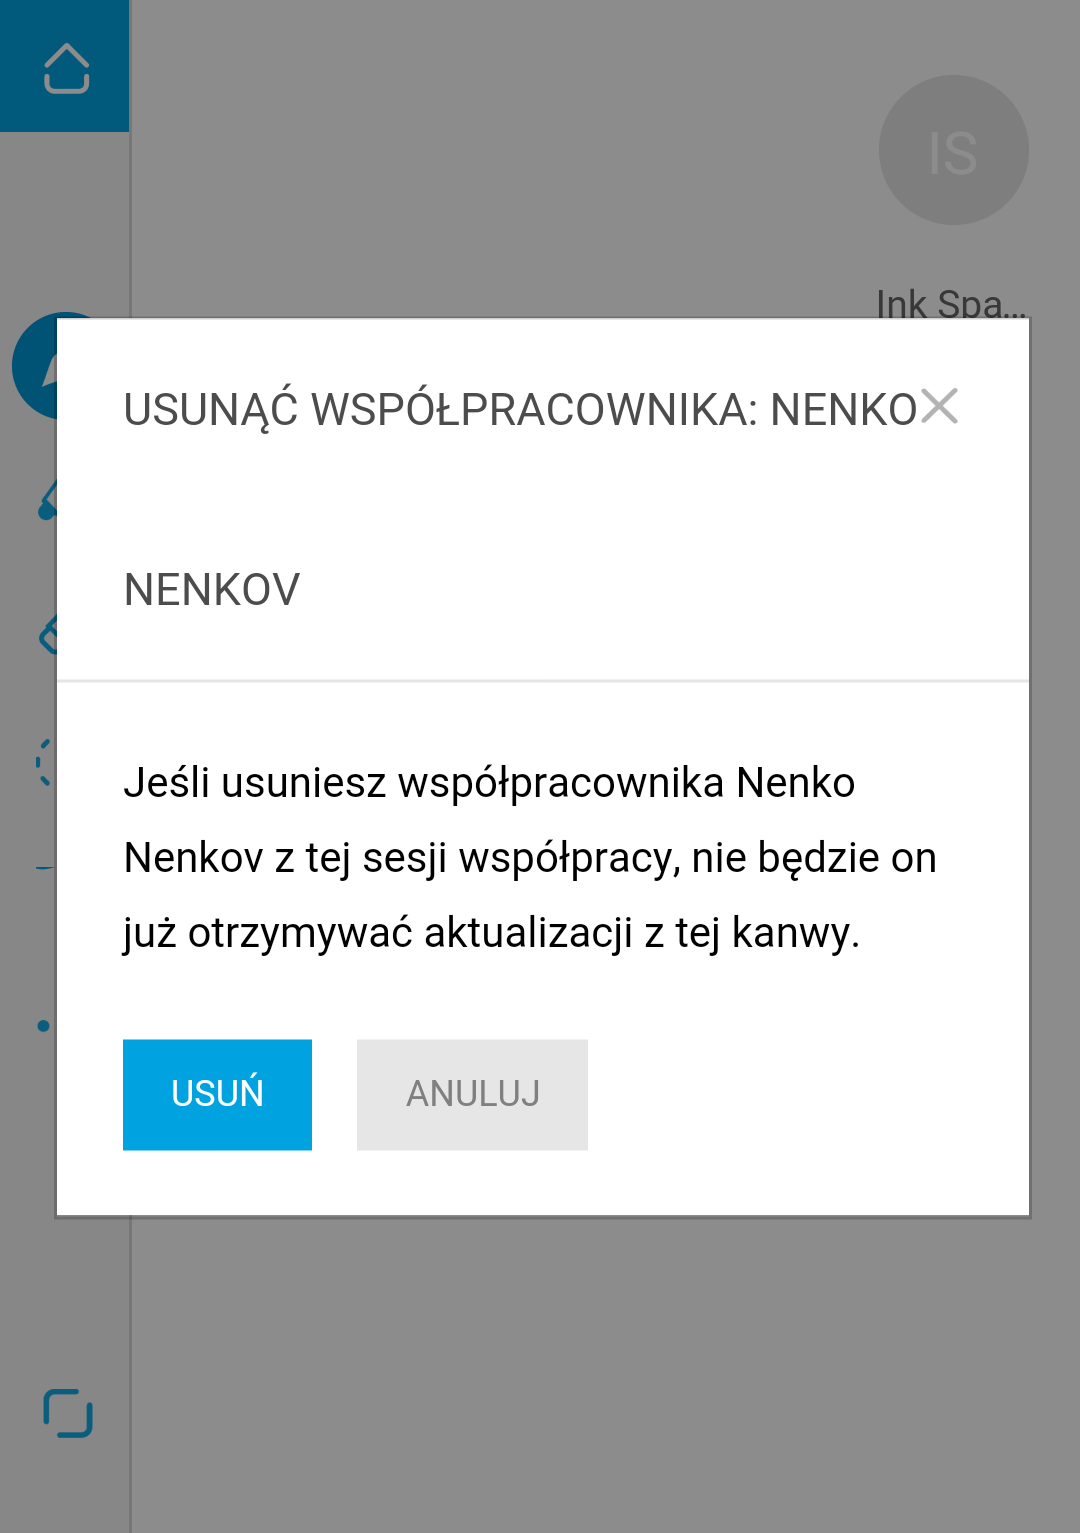 IS
Ink Spa...
USUNĄĆ WSPÓŁPRACOWNIKA: NENKO
NENKOV
Jeśli usuniesz współpracownika Nenko
Nenkov z tej sesji współpracy, nie będzie on
już otrzymywać aktualizacji z tej kanwy.
USUŃ
ANULUJ